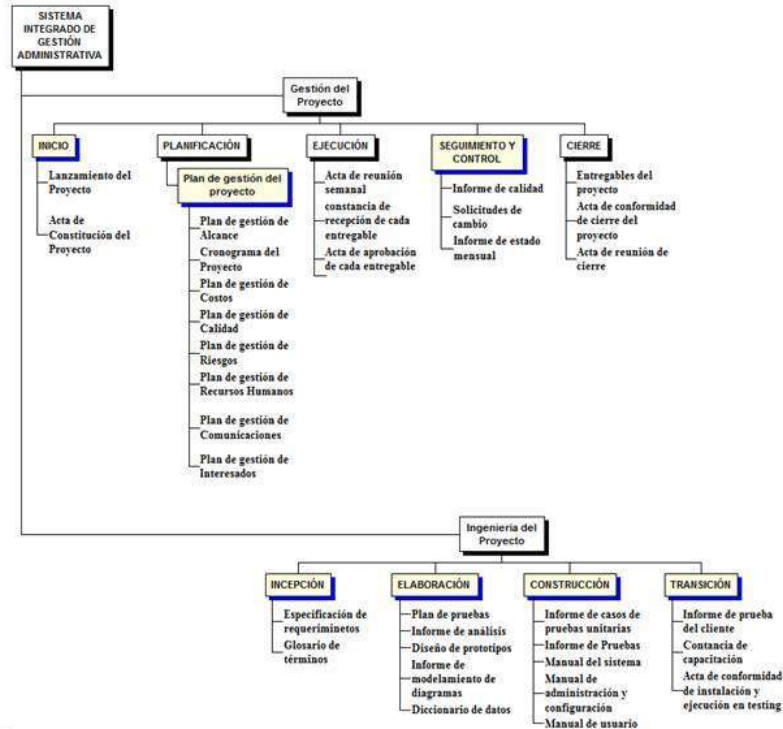 SISTEMA
INTEGRADO DE
GESTIÓN
ADMINISTRATIVA
Gestión del
Proyecto
INICIO
Lanzamiento del
Proyecto
Acta de
Constitución del
Proyecto
PLANIFICACIÓN
Plan de gestión del
proyecto
Plan de gestión de
Alcance
Cronograma del
Proyecto
Plan de gestión de
Costos
Plan de gestión de
Calidad
Plan de gestión de
Riesgos
Plan de gestión de
Recursos Humanos
Plan de gestión de
Comunicaciones
Plan de gestión de
Interesados
EJECUCIÓN
Acta de reunión
semanal
constancia de
recepción de cada
entregable
Acta de aprobación
de cada entregable
SEGUIMIENTO Y
CONTROL
Informe de calidad
Solicitudes de
cambio
Informe de estado
mensual
CIERRE
Entregables del
proyecto
Acta de conformidad
de cierre del
proyecto
Acta de reunión de
cierre
Ingenieria del
Proyecto
INCEPCIÓN
Especificación de
requeriminetos
Glosario de
términos
ELABORACIÓN
Plan de pruebas
Informe de análisis
Diseño de prototipos
Informe de
modelamiento de
diagramas
Diccionario de datos
CONSTRUCCIÓN
Informe de casos de
pruebas unitarias
Informe de Pruebas
Manual del sistema
Manual de
administración y
configuración
Manual de usuario
TRANSICIÓN
Informe de prueba
del cliente
Contancia de
capacitación
Acta de conformidad
de instalación y
ejecución en testing